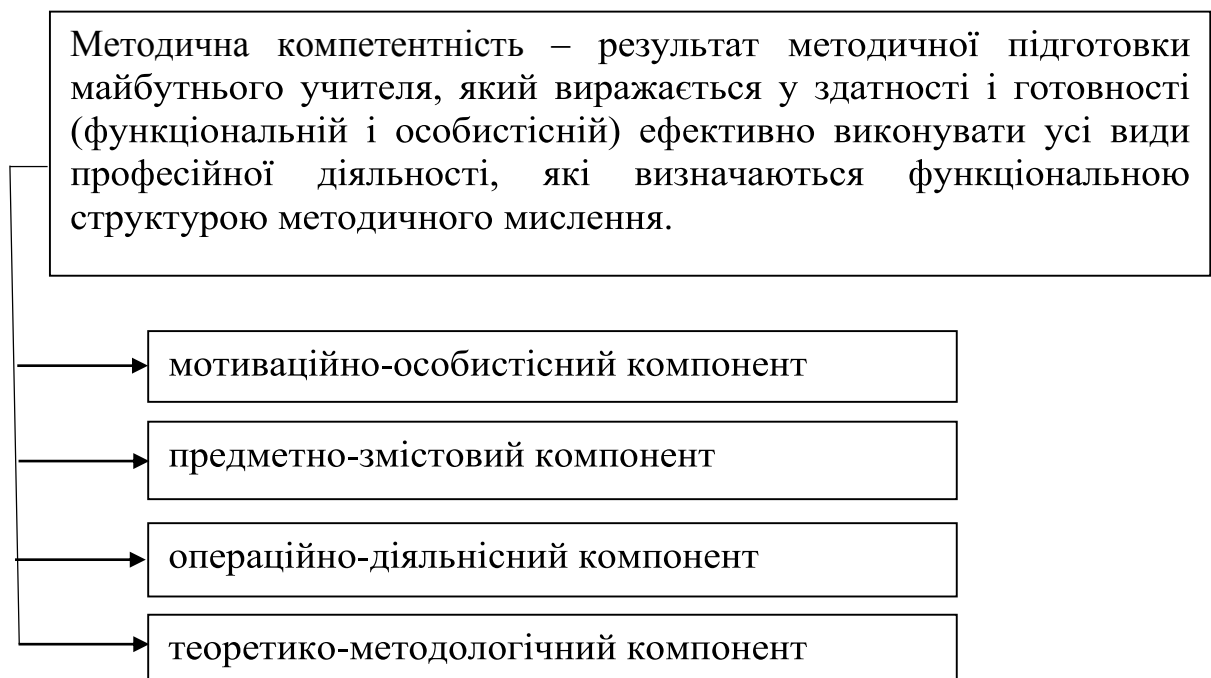 Методична компетентність – результат методичної підготовки
майбутнього учителя, який виражається у здатності і готовності
(функціональній і особистісній) ефективно виконувати усі види
професійної діяльності, які визначаються функціональною
структурою методичного мислення.
мотиваційно-особистісний компонент
предметно-змістовий компонент
операційно-діяльнісний компонент
теоретико-методологічний компонент